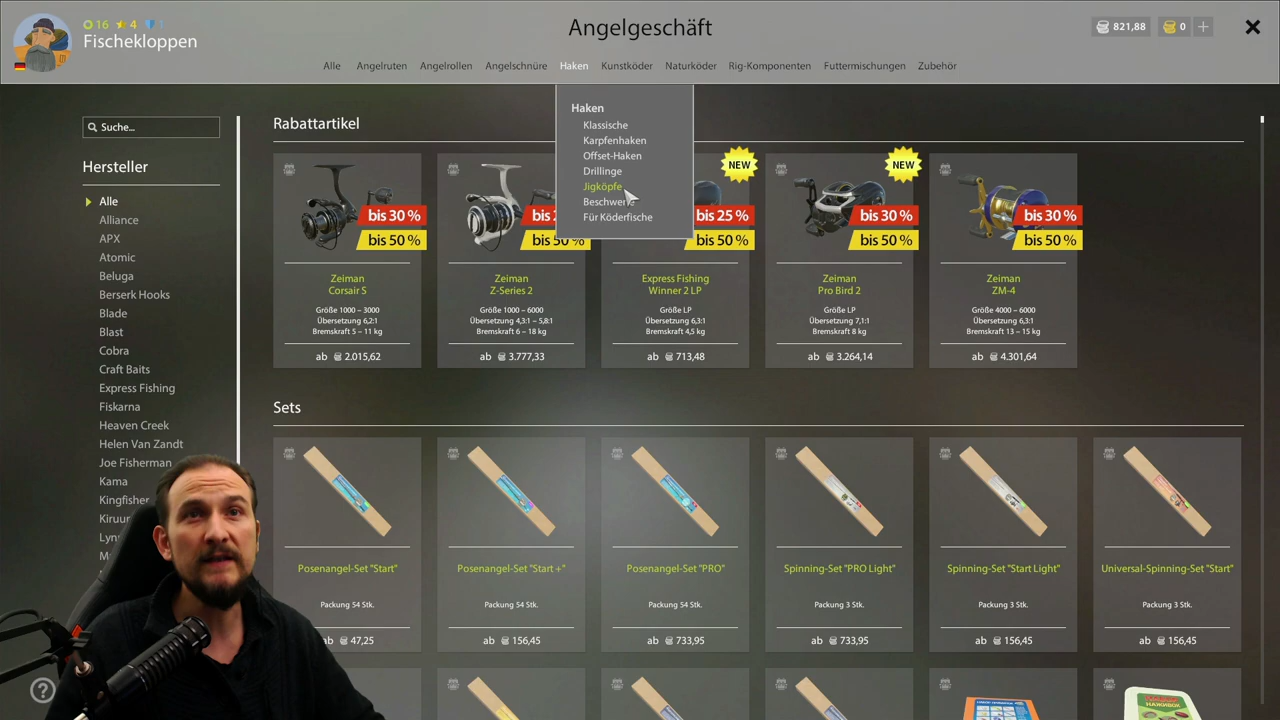 16 4 1
Fischekloppen
Angelgeschäft
821,88 0 +
Alle Angelruten Angelrollen Angelschnüre Haken Kunstköder Naturköder Rig-Komponenten Futtermischungen Zubehör
Haken
Klassische
Karpfenhaken
Offset-Haken
Drillinge
Jigköpfe
Für Köderfische
Suche...
Hersteller
Alle
Alliance
APX
Atomic
Beluga
Berserk Hooks
Blade
Blast
Cobra
Craft Baits
Express Fishing
Fiskarna
Heaven Creek
Helen Van Zandt
Joe Fisherman
Kama
Kingfisher
Rabattartikel
NEW NEW
bis 30 % bis bis 25 % bis 30 % bis 30 %
bis 50 % bis 50 % bis 50 % bis 50 % bis 50 %
Zeiman Zeiman Express Fishing Zeiman Zeiman
Corsair S Z-Series 2 Winner 2 LP Pro Bird 2 ZM-4
Größe 1000 – 3000 Größe 1000 – 6000 Größe LP Größe LP Größe 4000 – 6000
Übersetzung 6,2:1 Übersetzung 4,3:1 – 5,8:1 Übersetzung 6,3:1 Übersetzung 7,1:1 Übersetzung 6,3:1
Bremskraft 5 – 11 kg Bremskraft 6 – 18 kg Bremskraft 4,5 kg Bremskraft 8 kg Bremskraft 13 – 15 kg
ab 2.015,62 ab 3.777,33 ab 713,48 ab 3.264,14 ab 4.301,64
Sets
Posenangel-Set "Start" Posenangel-Set "Start +" Posenangel-Set "PRO" Spinning-Set "PRO Light" Spinning-Set "Start Light" Universal-Spinning-Set "Start"
Packung 54 Stk. Packung 54 Stk. Packung 54 Stk. Packung 3 Stk. Packung 3 Stk. Packung 3 Stk.
ab 47,25 ab 156,45 ab 733,95 ab 733,95 ab 156,45 ab 156,45
?